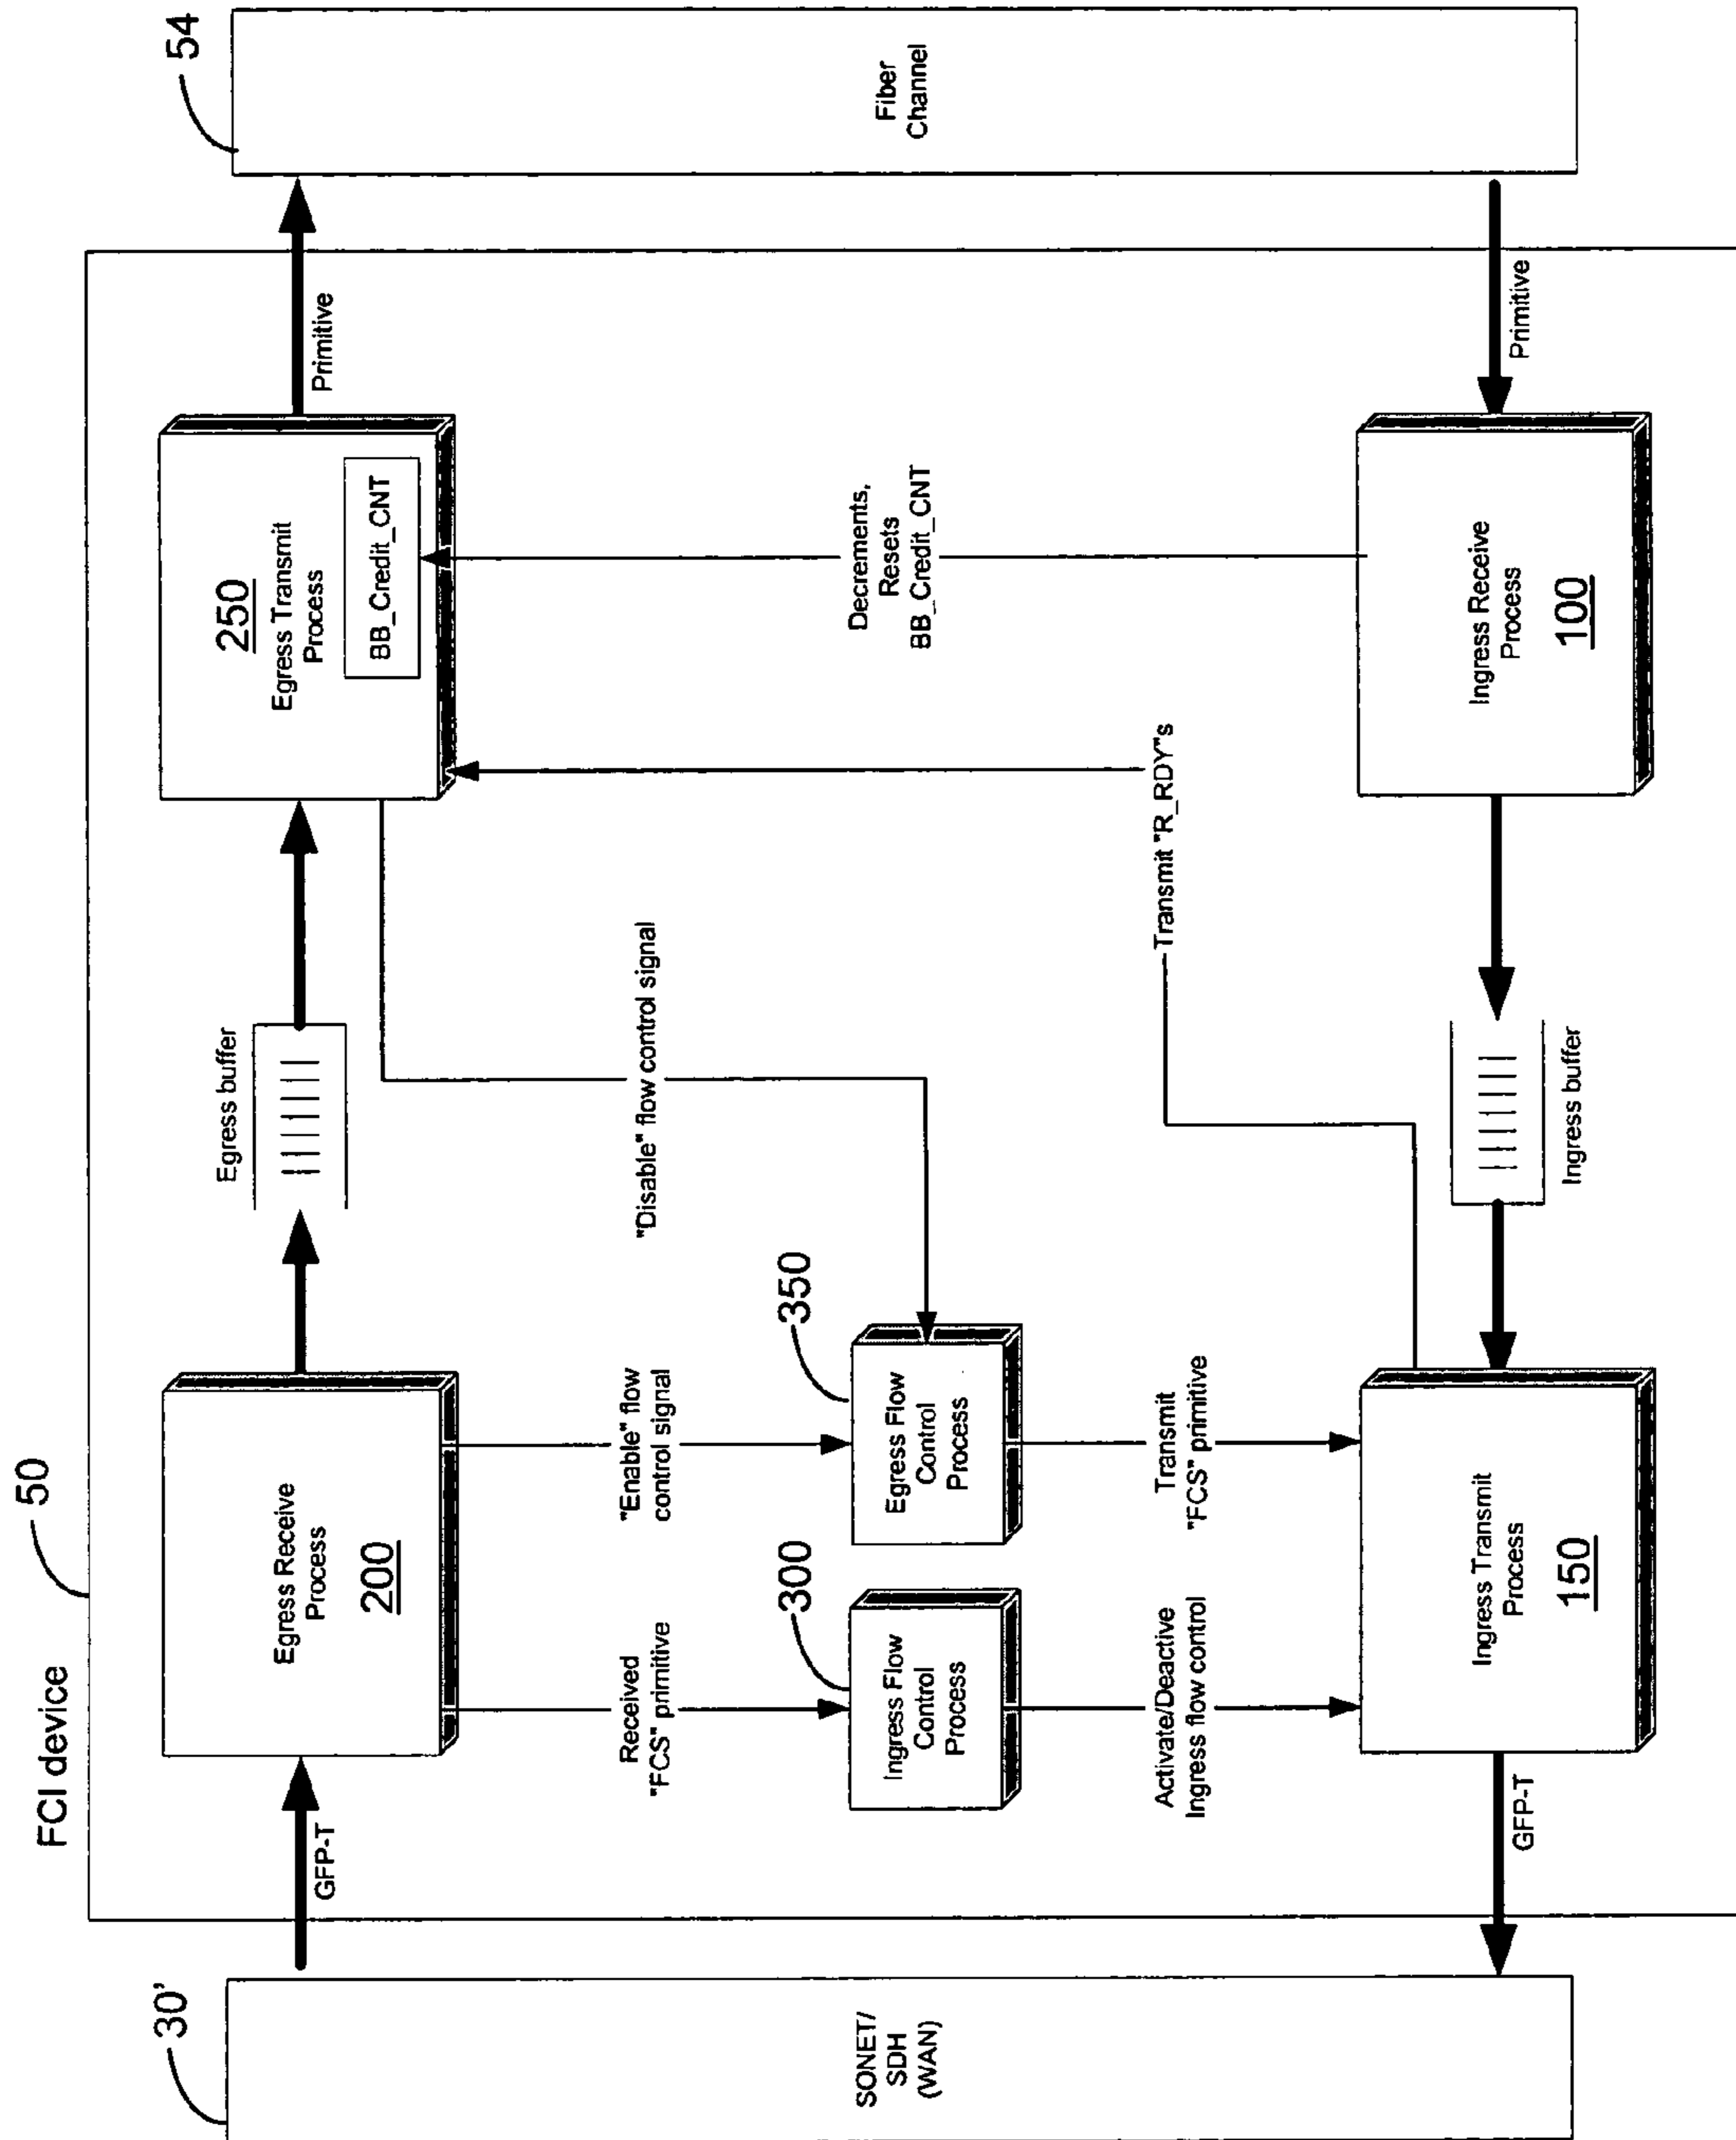 FCI device
50
54
30'
SONET/
SDH
(WAN)
GFP-T
Egress Receive
Process
200
Egress buffer
250
Egress Transmit
Process
BB_Credit_CNT
Primitive
Fiber
Channel
Received
"FCS" primitive
"Enable" flow
control signal
"Disable" flow control signal
Decrements,
Resets
BB_Credit_CNT
300
Ingress Flow
Control
Process
350
Egress Flow
Control
Process
Activate/Deactive
Ingress flow control
Transmit
"FCS" primitive
Transmit "R_RDY"s
GFP-T
Ingress Transmit
Process
150
Ingress buffer
Ingress Receive
Process
100
Primitive